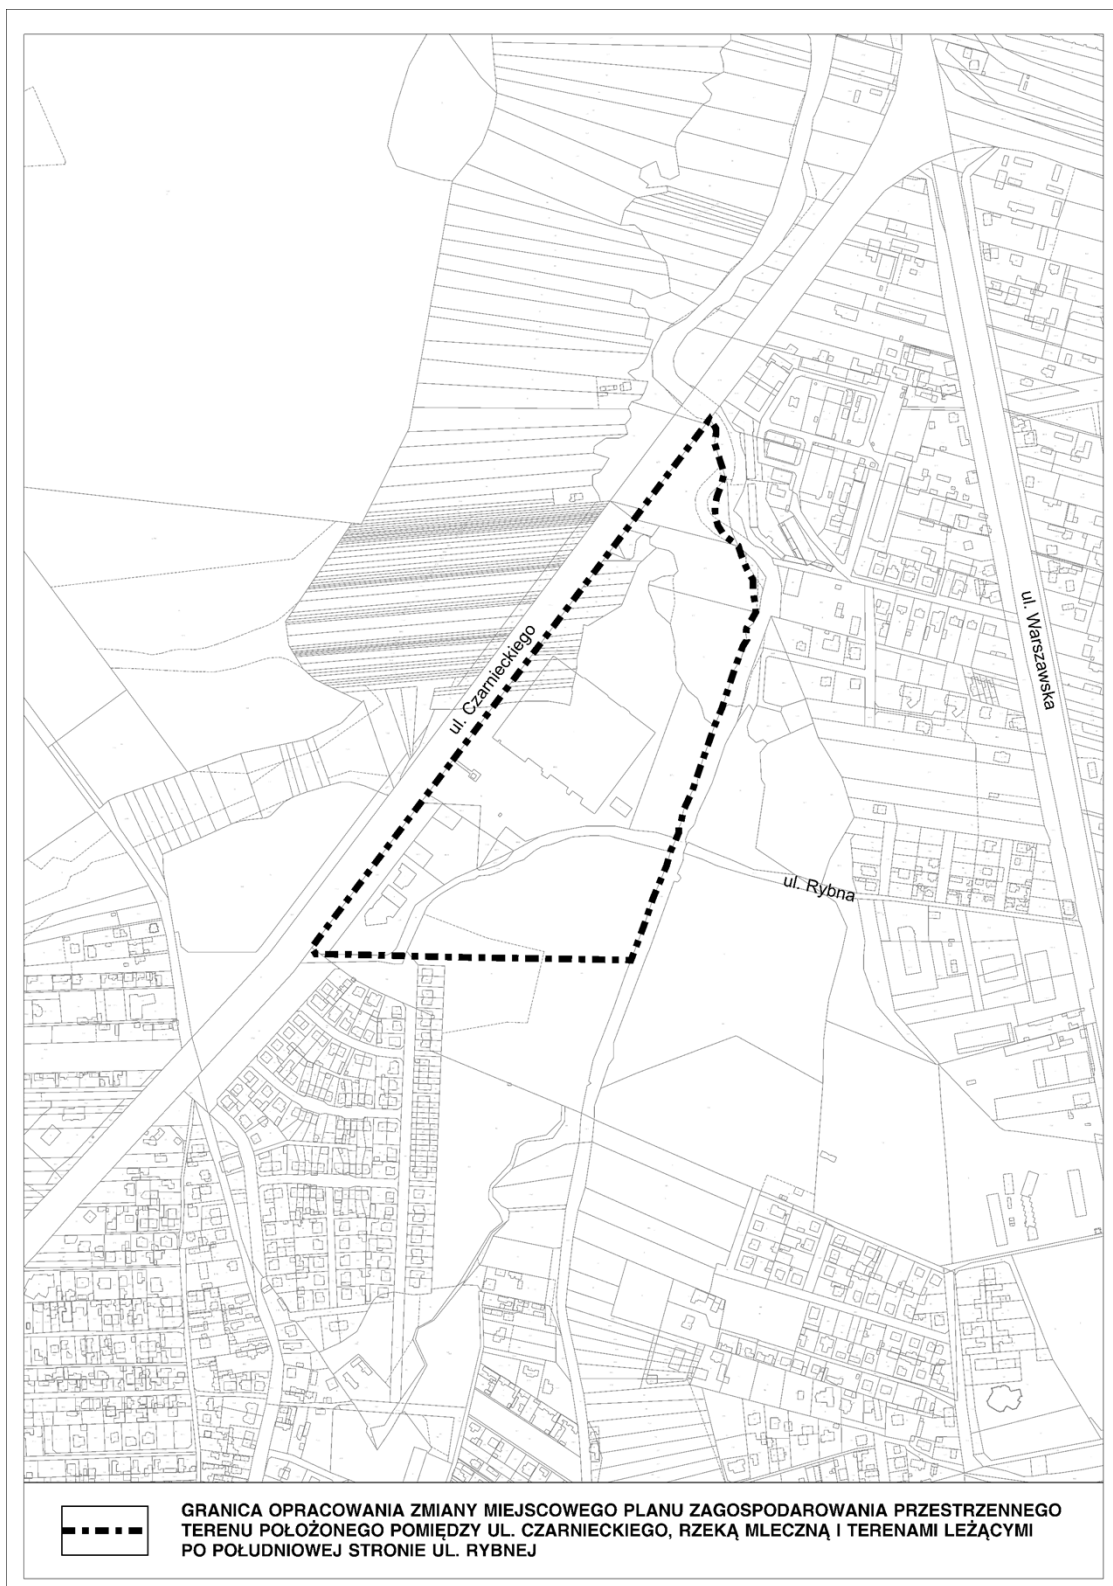 ul. Czarnieckiego
ul. Warszawska
ul. Rybna
GRANICA OPRACOWANIA ZMIANY MIEJSCOWEGO PLANU ZAGOSPODAROWANIA PRZESTRZENNEGO
TERENU POŁOŻONEGO POMIĘDZY UL. CZARNIECKIEGO, RZEKĄ MLECZNĄ I TERENAMI LEŻĄCYMI
PO POŁUDNIOWEJ STRONIE UL. RYBNEJ